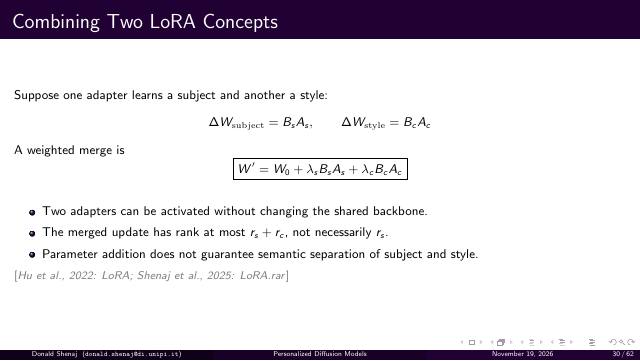 Combining Two LoRA Concepts
Suppose one adapter learns a subject and another a style:
ΔW_subject = B_s A_s,    ΔW_style = B_c A_c
A weighted merge is
W′ = W_0 + λ_s B_s A_s + λ_c B_c A_c
Two adapters can be activated without changing the shared backbone.
The merged update has rank at most r_s + r_c, not necessarily r_s.
Parameter addition does not guarantee semantic separation of subject and style.
[Hu et al., 2022: LoRA; Shenaj et al., 2025: LoRA.rar]
Donald Shenaj (donald.shenaj@di.unipi.it)    Personalized Diffusion Models    November 19, 2026    30 / 62